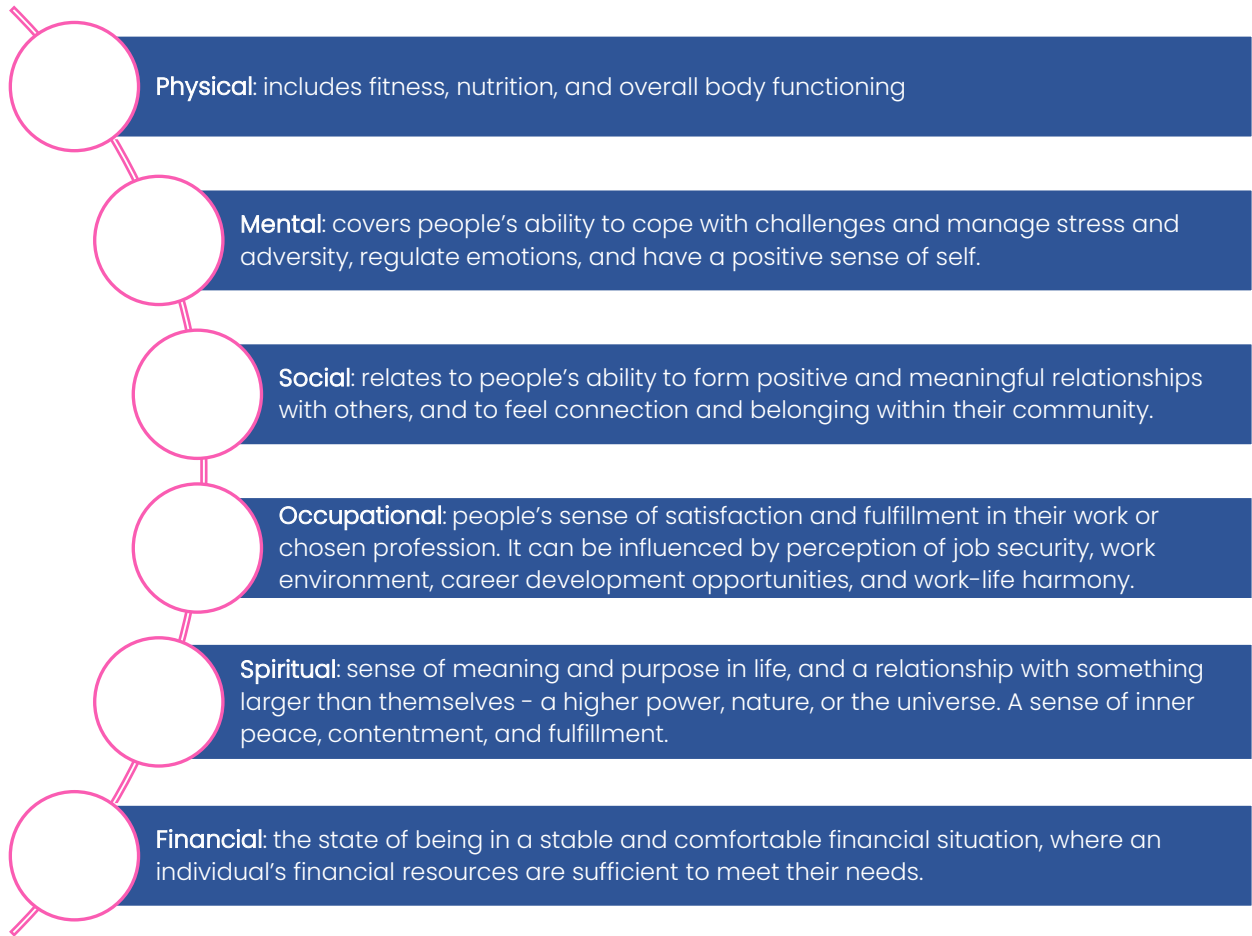 Physical: includes fitness, nutrition, and overall body functioning
Mental: covers people’s ability to cope with challenges and manage stress and
adversity, regulate emotions, and have a positive sense of self.
Social: relates to people’s ability to form positive and meaningful relationships
with others, and to feel connection and belonging within their community.
Occupational: people’s sense of satisfaction and fulfillment in their work or
chosen profession. It can be influenced by perception of job security, work
environment, career development opportunities, and work-life harmony.
Spiritual: sense of meaning and purpose in life, and a relationship with something
larger than themselves - a higher power, nature, or the universe. A sense of inner
peace, contentment, and fulfillment.
Financial: the state of being in a stable and comfortable financial situation, where an
individual’s financial resources are sufficient to meet their needs.